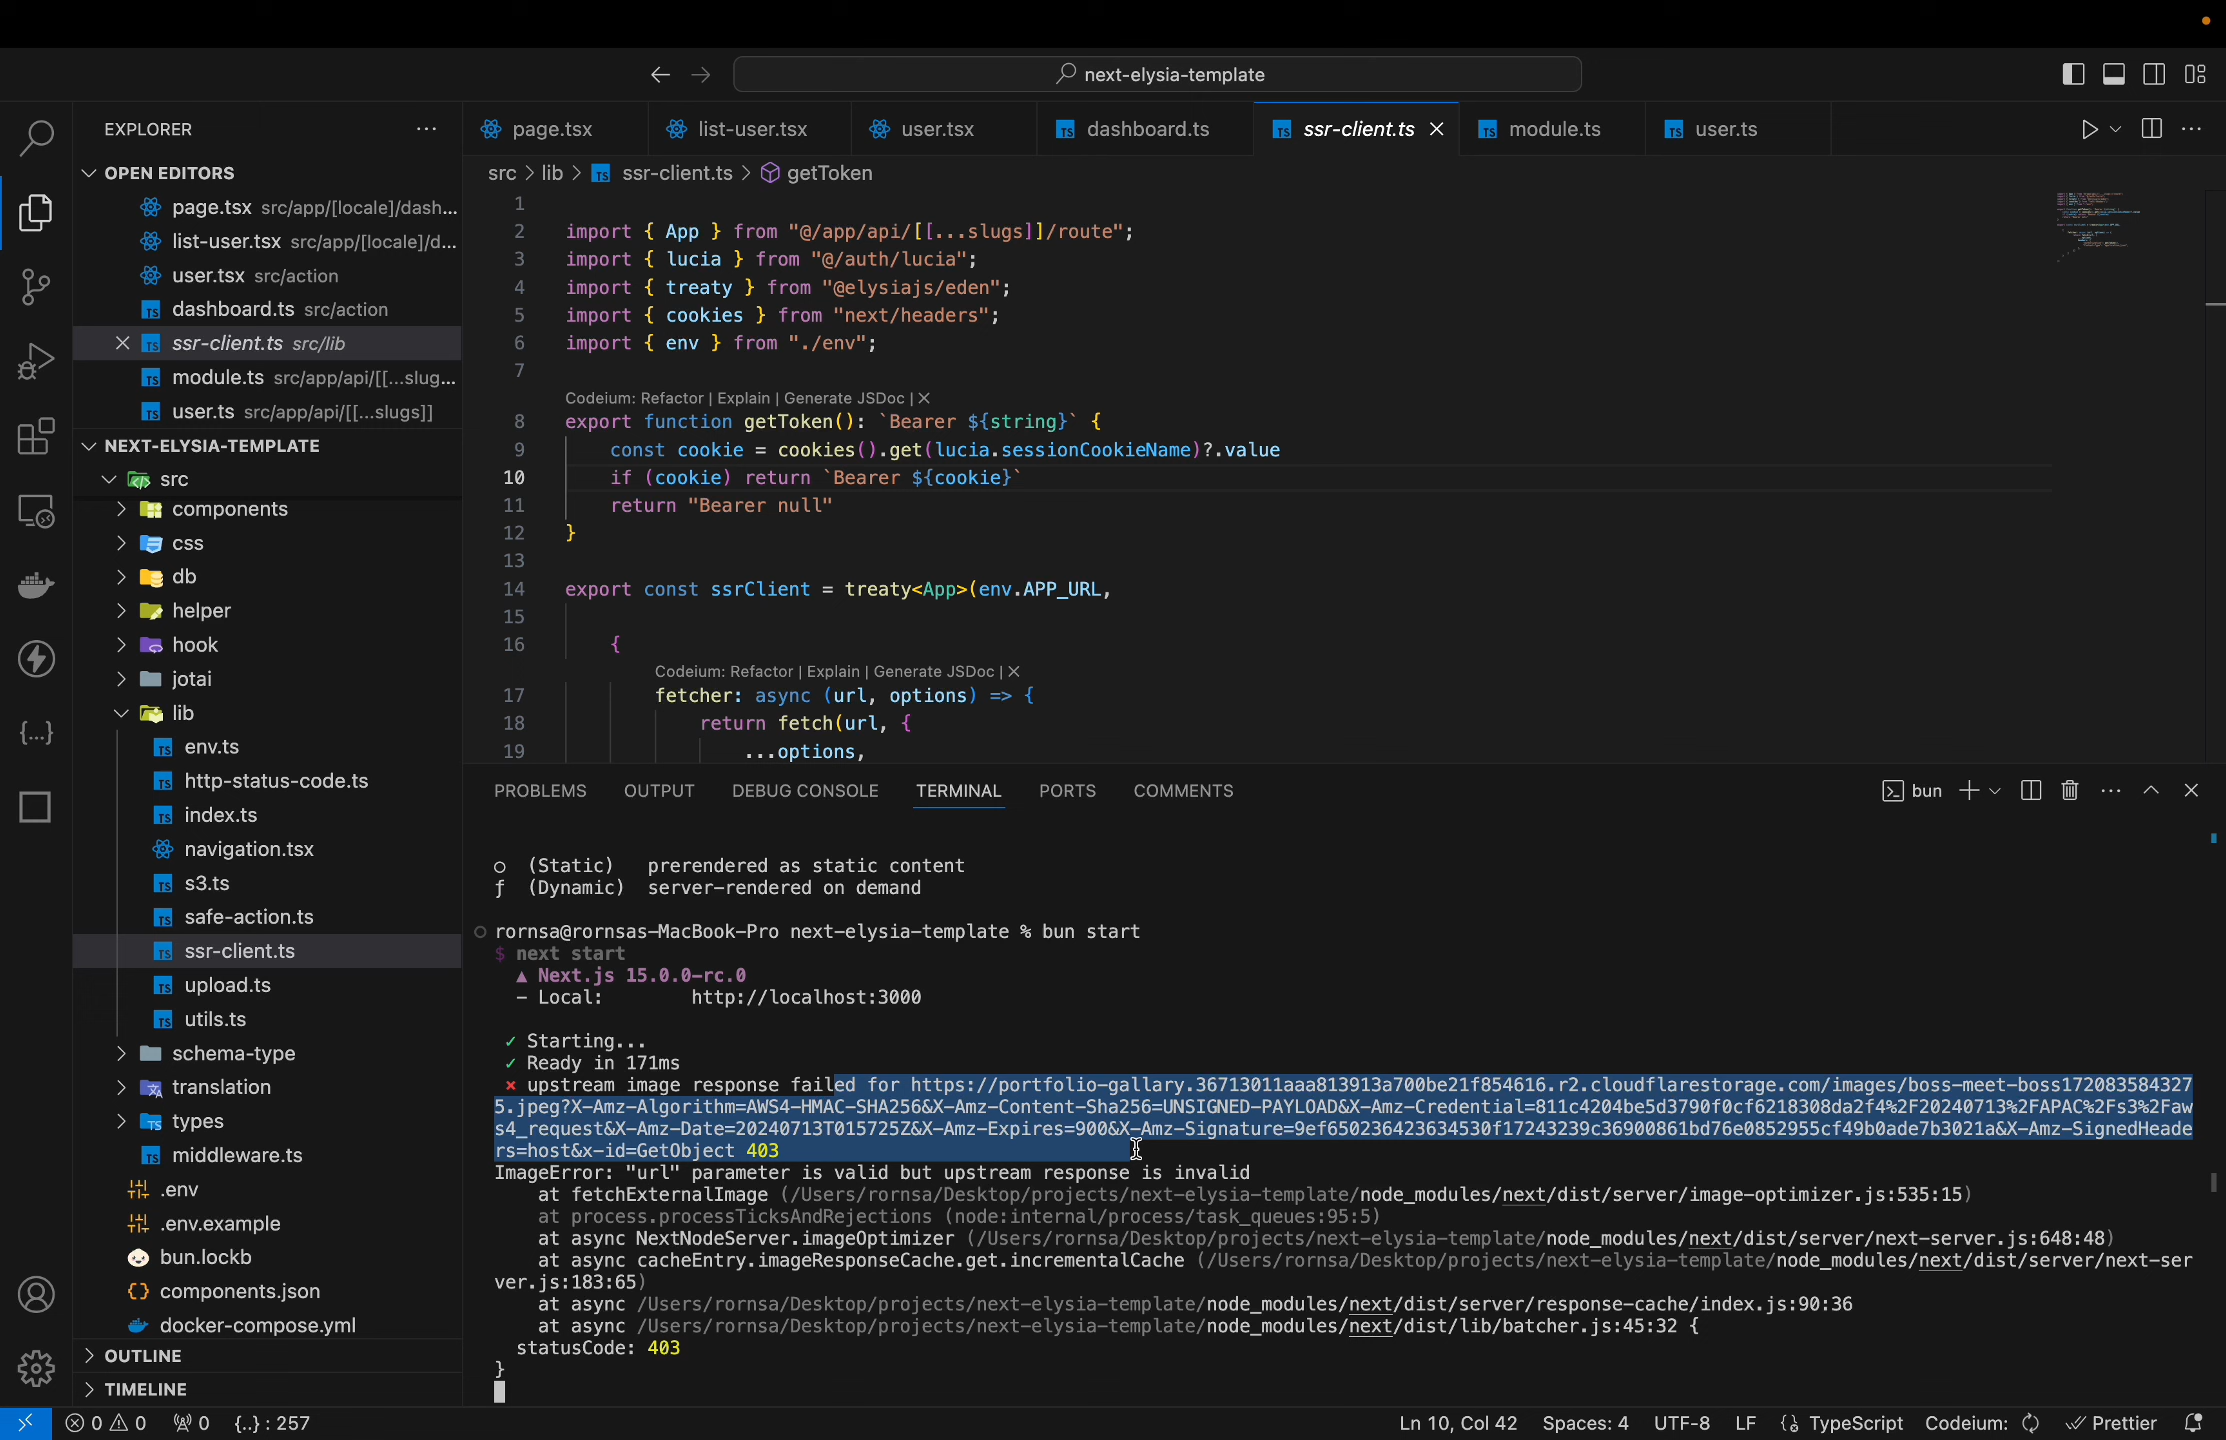 next-elysia-template
EXPLORER
OPEN EDITORS
page.tsx src/app/[locale]/dash...
list-user.tsx src/app/[locale]/d...
user.tsx src/action
dashboard.ts src/action
ssr-client.ts src/lib
module.ts src/app/api/[[...slug...
user.ts src/app/api/[[...slugs]]
NEXT-ELYSIA-TEMPLATE
src
components
css
db
helper
hook
jotai
lib
env.ts
http-status-code.ts
index.ts
navigation.tsx
s3.ts
safe-action.ts
ssr-client.ts
upload.ts
utils.ts
schema-type
translation
types
middleware.ts
.env
.env.example
bun.lockb
components.json
docker-compose.yml
OUTLINE
TIMELINE
page.tsx list-user.tsx user.tsx dashboard.ts ssr-client.ts module.ts user.ts
src > lib > ssr-client.ts > getToken
1
2 import { App } from "@/app/api/[[...slugs]]/route";
3 import { lucia } from "@/auth/lucia";
4 import { treaty } from "@elysiajs/eden";
5 import { cookies } from "next/headers";
6 import { env } from "./env";
7
Codeium: Refactor | Explain | Generate JSDoc | X
8 export function getToken(): `Bearer ${string}` {
9 const cookie = cookies().get(lucia.sessionCookieName)?.value
10 if (cookie) return `Bearer ${cookie}`
11 return "Bearer null"
12 }
13
14 export const ssrClient = treaty<App>(env.APP_URL,
15
16 {
Codeium: Refactor | Explain | Generate JSDoc | X
17 fetcher: async (url, options) => {
18 return fetch(url, {
19 ...options,
PROBLEMS OUTPUT DEBUG CONSOLE TERMINAL PORTS COMMENTS
bun
○ (Static) prerendered as static content
ƒ (Dynamic) server-rendered on demand
rornsa@rornsas-MacBook-Pro next-elysia-template % bun start
$ next start
▲ Next.js 15.0.0-rc.0
- Local: http://localhost:3000
✓ Starting...
✓ Ready in 171ms
⨯ upstream image response failed for https://portfolio-gallary.36713011aaa813913a700be21f854616.r2.cloudflarestorage.com/images/boss-meet-boss172083584327
5.jpeg?X-Amz-Algorithm=AWS4-HMAC-SHA256&X-Amz-Content-Sha256=UNSIGNED-PAYLOAD&X-Amz-Credential=811c4204be5d3790f0cf6218308da2f4%2F20240713%2FAPAC%2Fs3%2Faw
s4_request&X-Amz-Date=20240713T015725Z&X-Amz-Expires=900&X-Amz-Signature=9ef650236423634530f17243239c36900861bd76e0852955cf49b0ade7b3021a&X-Amz-SignedHeade
rs=host&x-id=GetObject 403
ImageError: "url" parameter is valid but upstream response is invalid
at fetchExternalImage (/Users/rornsa/Desktop/projects/next-elysia-template/node_modules/next/dist/server/image-optimizer.js:535:15)
at process.processTicksAndRejections (node:internal/process/task_queues:95:5)
at async NextNodeServer.imageOptimizer (/Users/rornsa/Desktop/projects/next-elysia-template/node_modules/next/dist/server/next-server.js:648:48)
at async cacheEntry.imageResponseCache.get.incrementalCache (/Users/rornsa/Desktop/projects/next-elysia-template/node_modules/next/dist/server/next-ser
ver.js:183:65)
at async /Users/rornsa/Desktop/projects/next-elysia-template/node_modules/next/dist/server/response-cache/index.js:90:36
at async /Users/rornsa/Desktop/projects/next-elysia-template/node_modules/next/dist/lib/batcher.js:45:32 {
statusCode: 403
}
0 0 0 {..} : 257 Ln 10, Col 42 Spaces: 4 UTF-8 LF TypeScript Codeium: Prettier